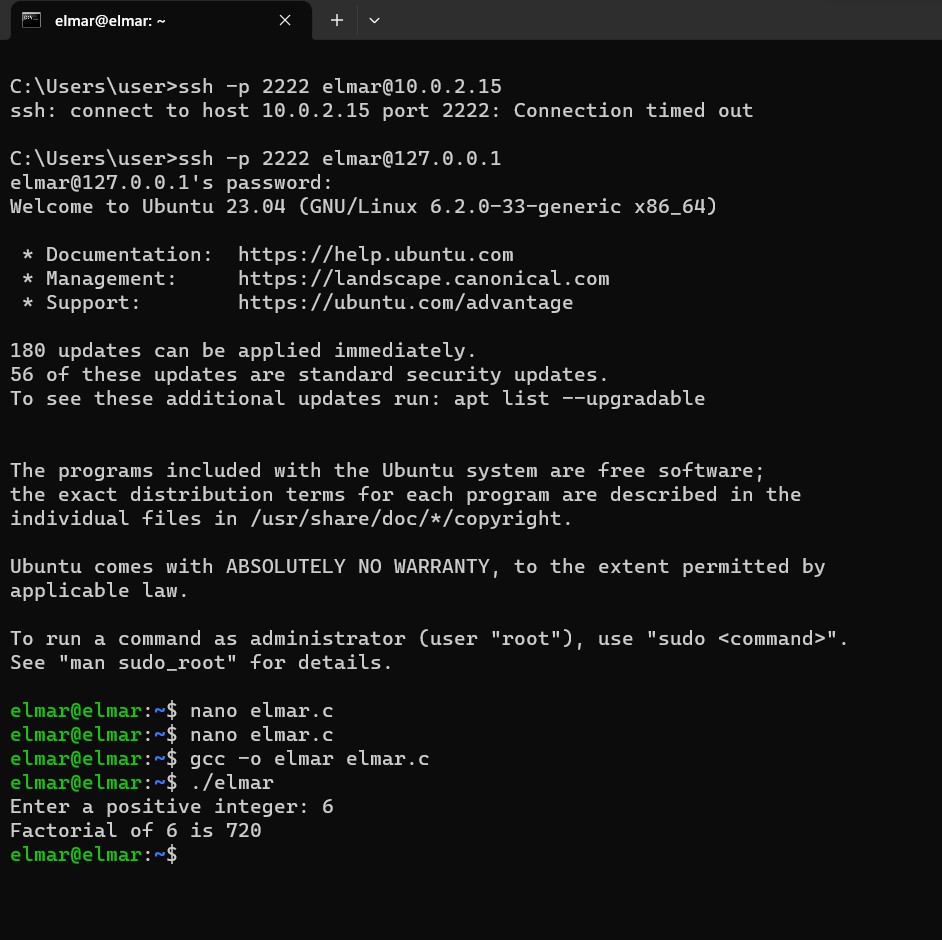 elmar@elmar: ~
C:\Users\user>ssh -p 2222 elmar@10.0.2.15
ssh: connect to host 10.0.2.15 port 2222: Connection timed out
C:\Users\user>ssh -p 2222 elmar@127.0.0.1
elmar@127.0.0.1's password:
Welcome to Ubuntu 23.04 (GNU/Linux 6.2.0-33-generic x86_64)
* Documentation:  https://help.ubuntu.com
* Management:     https://landscape.canonical.com
* Support:        https://ubuntu.com/advantage
180 updates can be applied immediately.
56 of these updates are standard security updates.
To see these additional updates run: apt list --upgradable
The programs included with the Ubuntu system are free software;
the exact distribution terms for each program are described in the
individual files in /usr/share/doc/*/copyright.
Ubuntu comes with ABSOLUTELY NO WARRANTY, to the extent permitted by
applicable law.
To run a command as administrator (user "root"), use "sudo <command>".
See "man sudo_root" for details.
elmar@elmar:~$ nano elmar.c
elmar@elmar:~$ nano elmar.c
elmar@elmar:~$ gcc -o elmar elmar.c
elmar@elmar:~$ ./elmar
Enter a positive integer: 6
Factorial of 6 is 720
elmar@elmar:~$